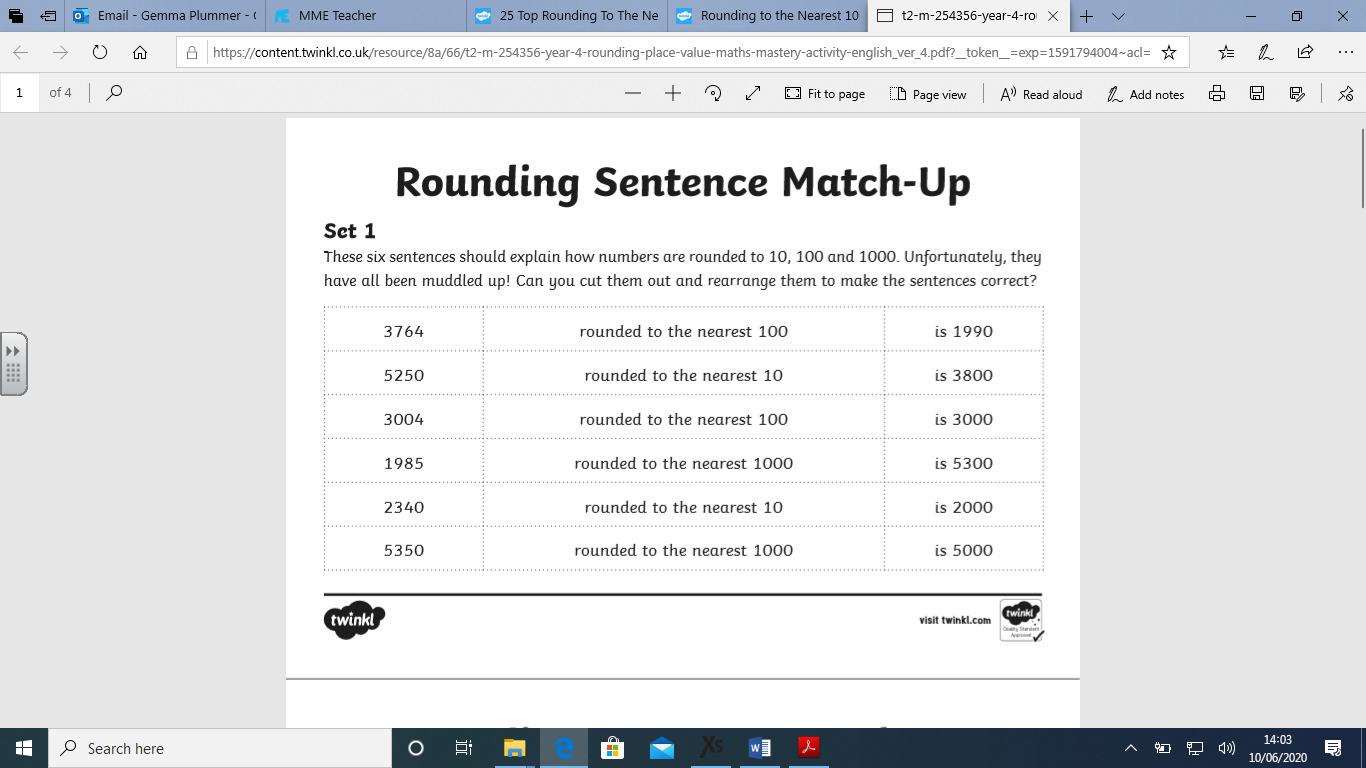 Email - Gemma Plummer - (
MME Teacher
25 Top Rounding To The Ne
Rounding to the Nearest 10
t2-m-254356-year-4-ro
https://content.twinkl.co.uk/resource/8a/66/t2-m-254356-year-4-rounding-place-value-maths-mastery-activity-english_ver_4.pdf?__token__=exp=1591794004~acl=
1 of 4
Fit to page
Page view
Read aloud
Add notes
Rounding Sentence Match-Up
Set 1
These six sentences should explain how numbers are rounded to 10, 100 and 1000. Unfortunately, they
have all been muddled up! Can you cut them out and rearrange them to make the sentences correct?
3764 rounded to the nearest 100 is 1990
5250 rounded to the nearest 10 is 3800
3004 rounded to the nearest 100 is 3000
1985 rounded to the nearest 1000 is 5300
2340 rounded to the nearest 10 is 2000
5350 rounded to the nearest 1000 is 5000
twinkl
visit twinkl.com
twinkl
Quality Standard
Approved
Search here
14:03
10/06/2020